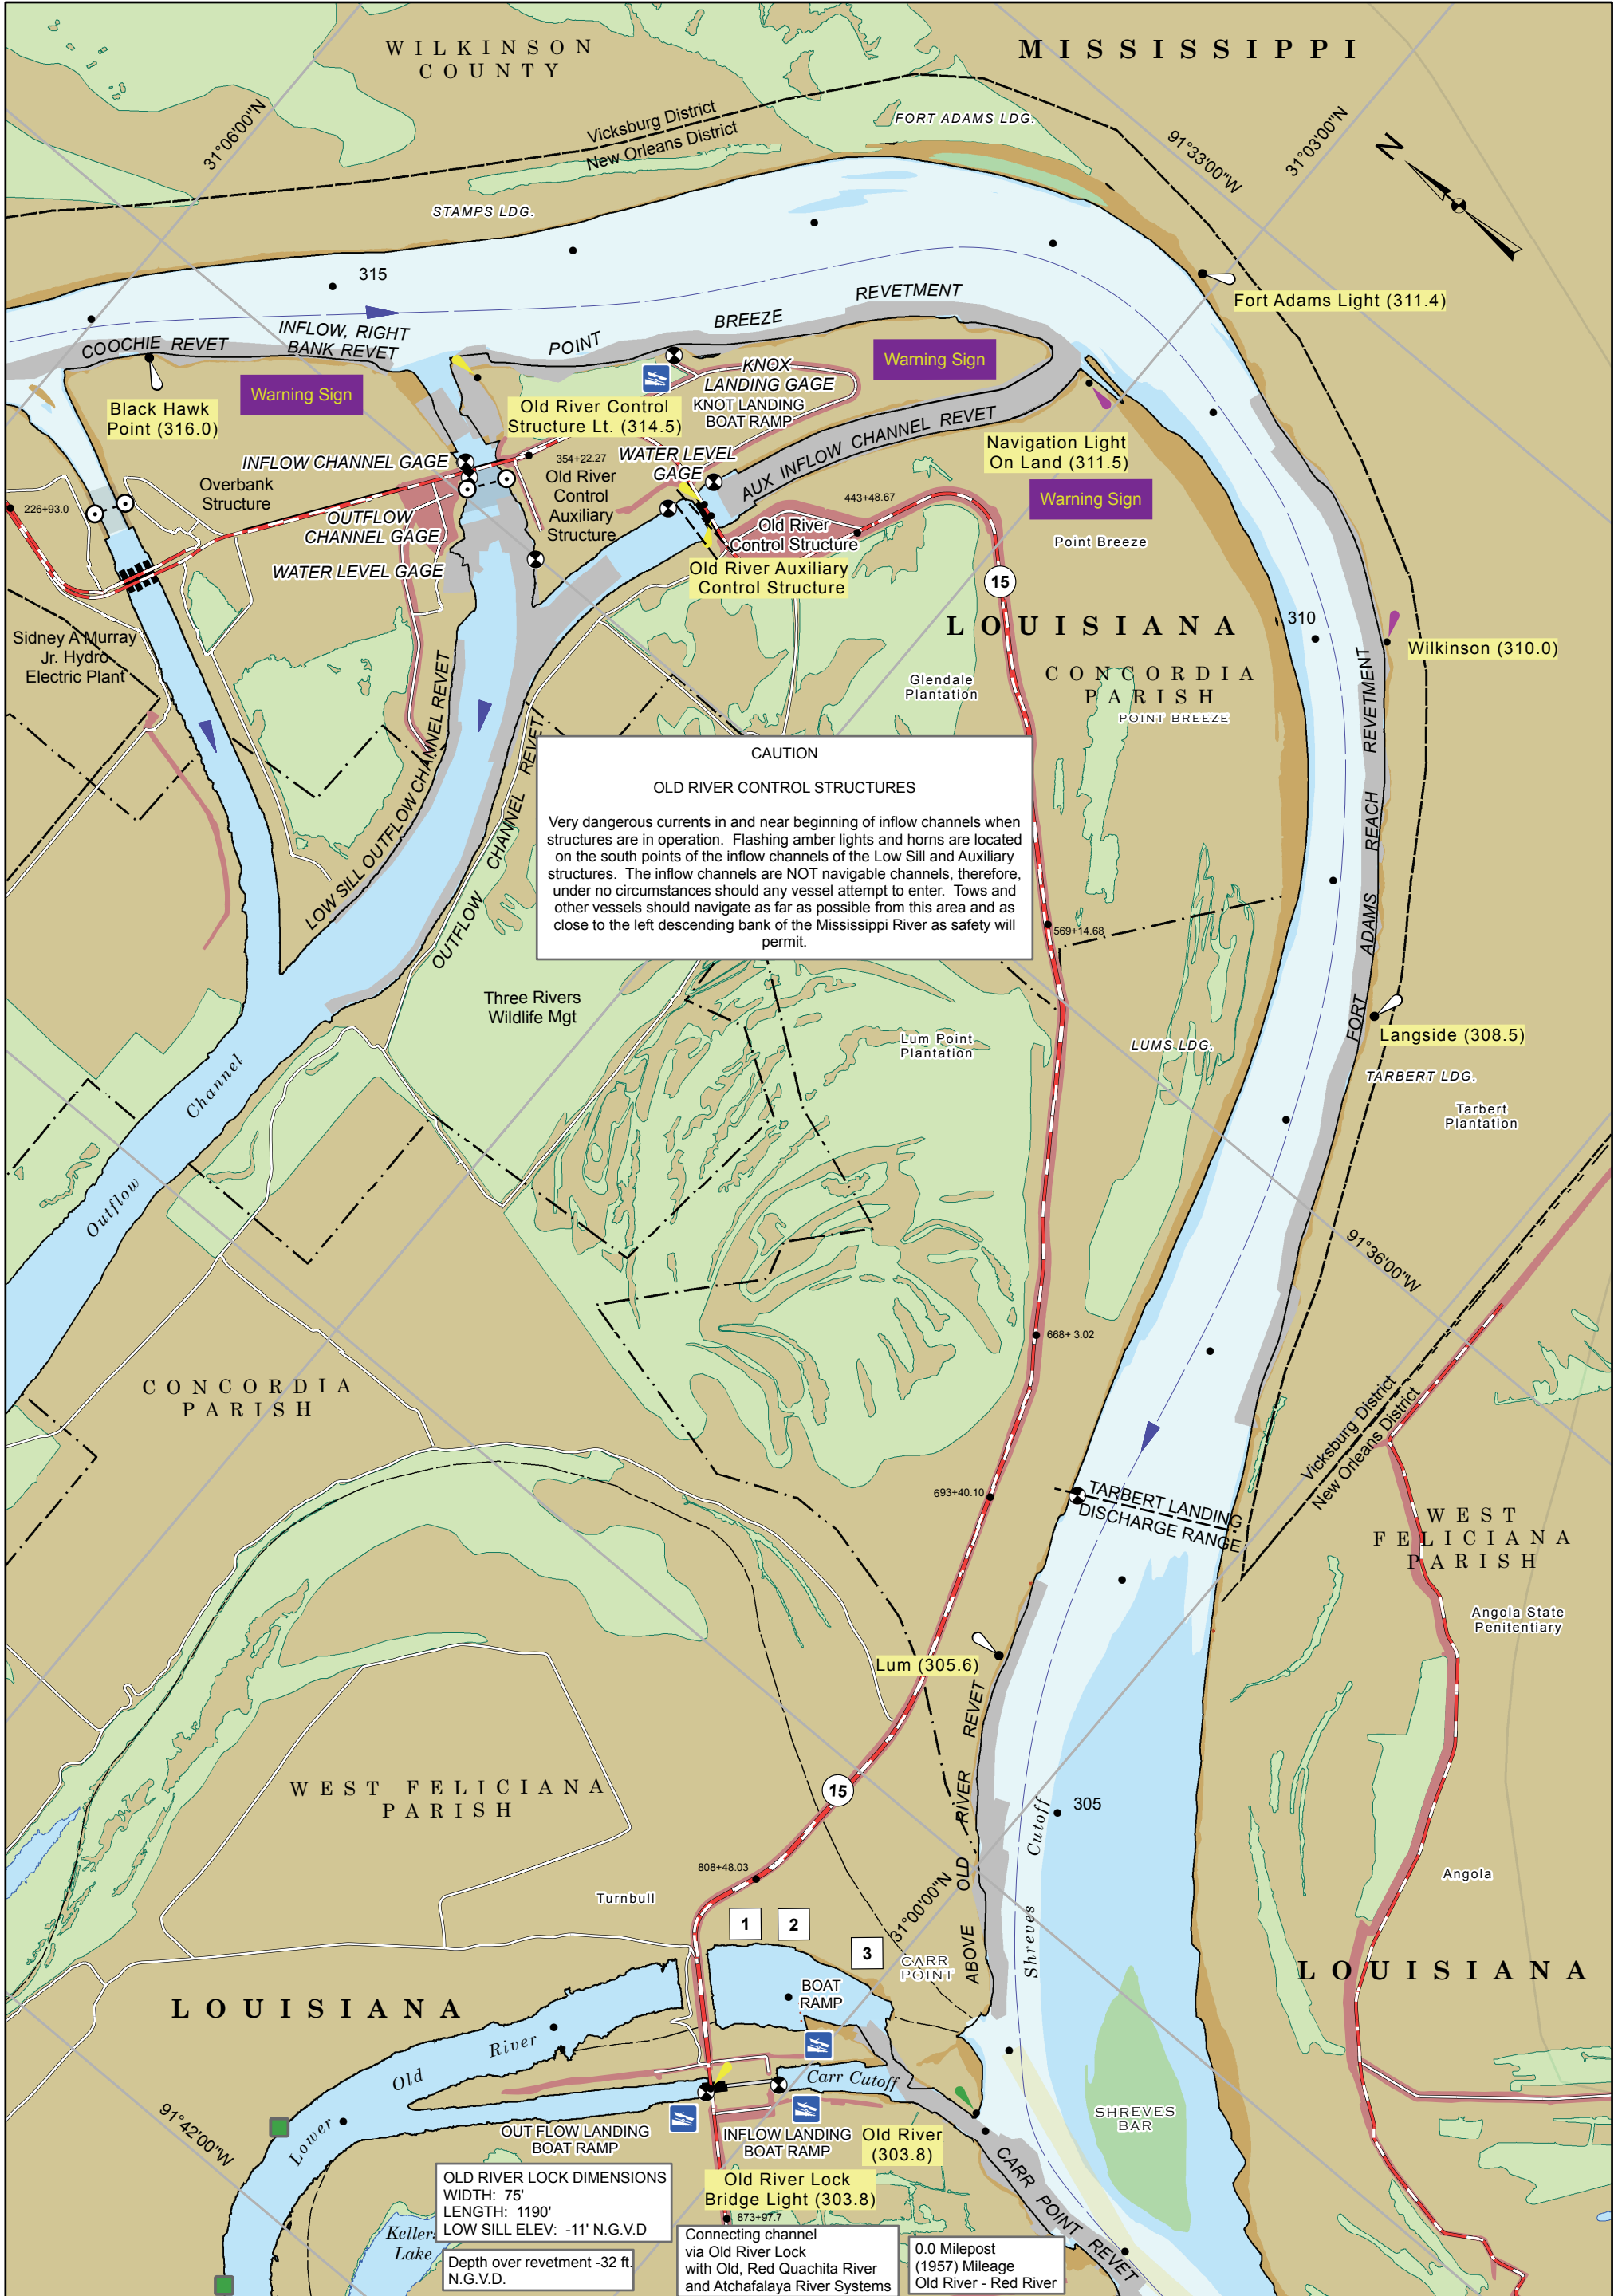 WILKINSON
COUNTY
MISSISSIPPI
31°06'00"N
Vicksburg District
New Orleans District
FORT ADAMS LDG.
91°33'00"W
31°03'00"N
N
STAMPS LDG.
315
Fort Adams Light (311.4)
COOCHIE REVET
INFLOW, RIGHT
BANK REVET
POINT BREEZE REVETMENT
Warning Sign
Warning Sign
Black Hawk
Point (316.0)
KNOX
LANDING GAGE
KNOT LANDING
BOAT RAMP
Old River Control
Structure Lt. (314.5)
AUX INFLOW CHANNEL REVET
Navigation Light
On Land (311.5)
Warning Sign
INFLOW CHANNEL GAGE
354+22.27
WATER LEVEL
GAGE
Overbank
Structure
Old River
Control
Auxiliary
Structure
443+48.67
226+93.0
OUTFLOW
CHANNEL GAGE
Old River
Control Structure
Point Breeze
WATER LEVEL GAGE
Old River Auxiliary
Control Structure
15
LOUISIANA
310
Sidney A Murray
Jr. Hydro
Electric Plant
Wilkinson (310.0)
Glendale
Plantation
CONCORDIA
PARISH
POINT BREEZE
LOW SILL OUTFLOW CHANNEL REVET
OUTFLOW CHANNEL REVET
CAUTION
OLD RIVER CONTROL STRUCTURES
Very dangerous currents in and near beginning of inflow channels when
structures are in operation. Flashing amber lights and horns are located
on the south points of the inflow channels of the Low Sill and Auxiliary
structures. The inflow channels are NOT navigable channels, therefore,
under no circumstances should any vessel attempt to enter. Tows and
other vessels should navigate as far as possible from this area and as
close to the left descending bank of the Mississippi River as safety will
permit.
FORT ADAMS REACH REVETMENT
569+14.68
Three Rivers
Wildlife Mgt
Lum Point
Plantation
LUMS LDG.
Langside (308.5)
TARBERT LDG.
Tarbert
Plantation
Outflow Channel
91°36'00"W
668+ 3.02
CONCORDIA
PARISH
Vicksburg District
New Orleans District
693+40.10
TARBERT LANDING
DISCHARGE RANGE
WEST
FELICIANA
PARISH
Angola State
Penitentiary
Lum (305.6)
WEST FELICIANA
PARISH
15
305
Shreves Cutoff
ABOVE OLD RIVER REVET
808+48.03
Turnbull
Angola
1
2
3
31°00'00"N
CARR
POINT
LOUISIANA
LOUISIANA
BOAT
RAMP
Lower Old River
Carr Cutoff
91°42'00"W
SHREVES
BAR
OUT FLOW LANDING
BOAT RAMP
INFLOW LANDING
BOAT RAMP
Old River
(303.8)
OLD RIVER LOCK DIMENSIONS
WIDTH: 75'
LENGTH: 1190'
LOW SILL ELEV: -11' N.G.V.D
Old River Lock
Bridge Light (303.8)
CARR POINT REVET
873+97.7
Kellers
Lake
Depth over revetment -32 ft.
N.G.V.D.
Connecting channel
via Old River Lock
with Old, Red Quachita River
and Atchafalaya River Systems
0.0 Milepost
(1957) Mileage
Old River - Red River